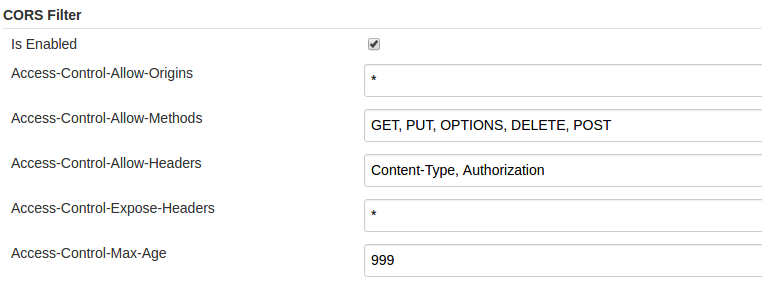 CORS Filter
Is Enabled
Access-Control-Allow-Origins
*
Access-Control-Allow-Methods
GET, PUT, OPTIONS, DELETE, POST
Access-Control-Allow-Headers
Content-Type, Authorization
Access-Control-Expose-Headers
*
Access-Control-Max-Age
999